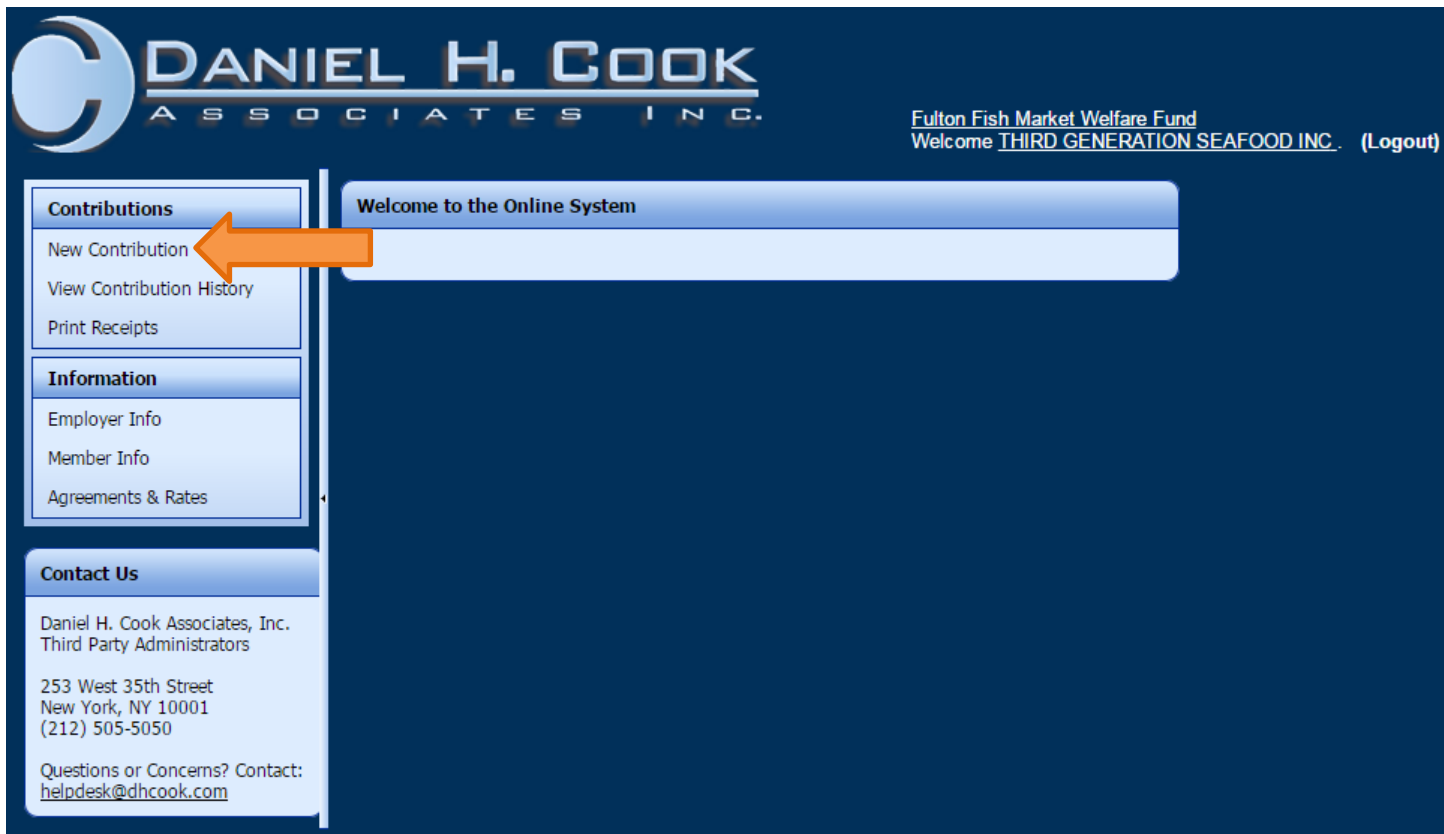 DANIEL H. COOK
ASSOCIATES INC.
Fulton Fish Market Welfare Fund
Welcome THIRD GENERATION SEAFOOD INC . (Logout)
Contributions
New Contribution
View Contribution History
Print Receipts
Information
Employer Info
Member Info
Agreements & Rates
Contact Us
Daniel H. Cook Associates, Inc.
Third Party Administrators
253 West 35th Street
New York, NY 10001
(212) 505-5050
Questions or Concerns? Contact:
helpdesk@dhcook.com
Welcome to the Online System